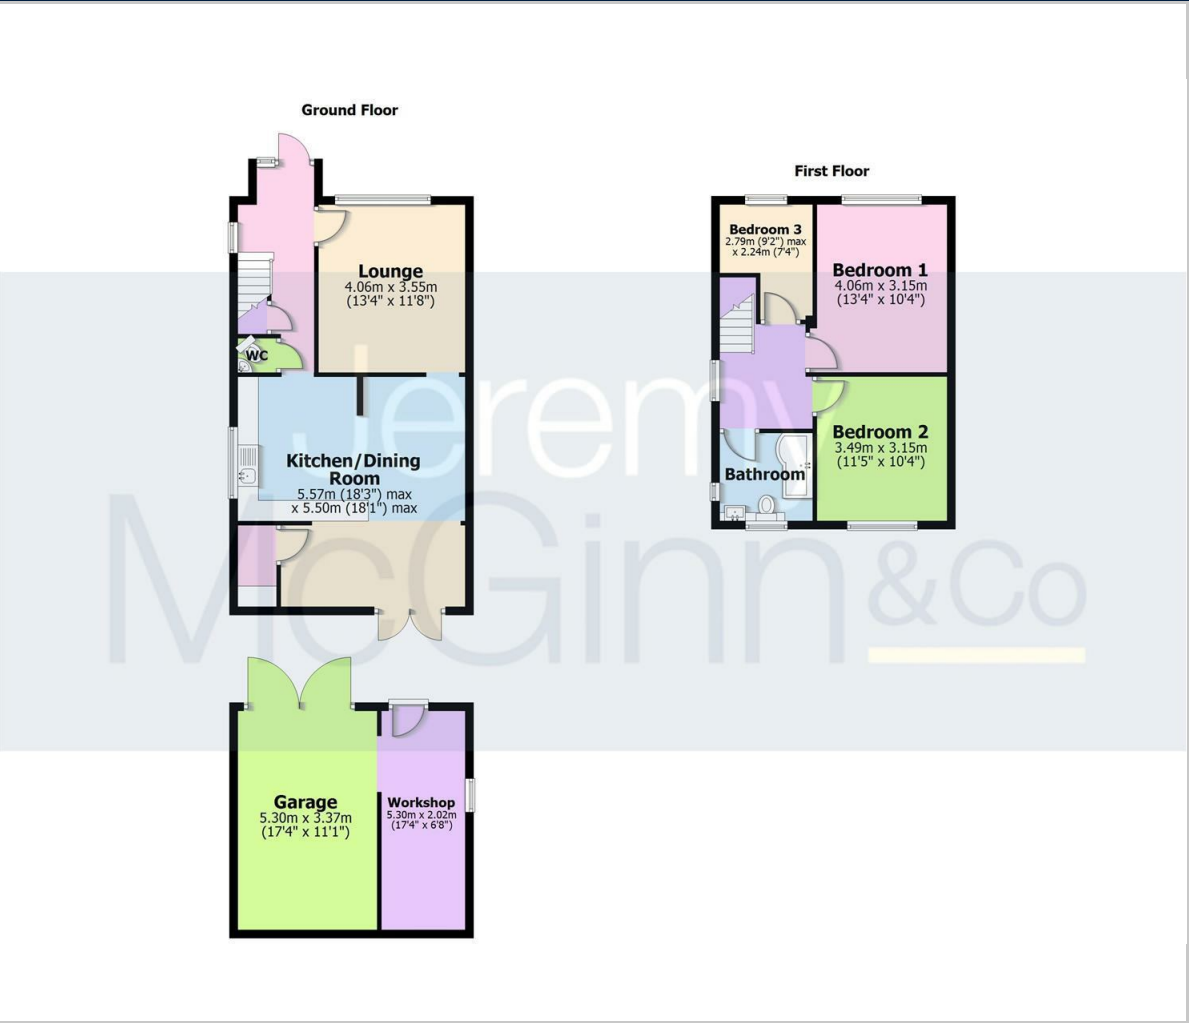 Ground Floor
First Floor
Lounge
4.06m x 3.55m
(13'4" x 11'8")
WC
Kitchen/Dining
Room
5.57m (18'3") max
x 5.50m (18'1") max
Bedroom 3
2.79m (9'2") max
x 2.24m (7'4")
Bedroom 1
4.06m x 3.15m
(13'4" x 10'4")
Bedroom 2
3.49m x 3.15m
(11'5" x 10'4")
Bathroom
Garage
5.30m x 3.37m
(17'4" x 11'1")
Workshop
5.30m x 2.02m
(17'4" x 6'8")
Jeremy
McGinn &Co